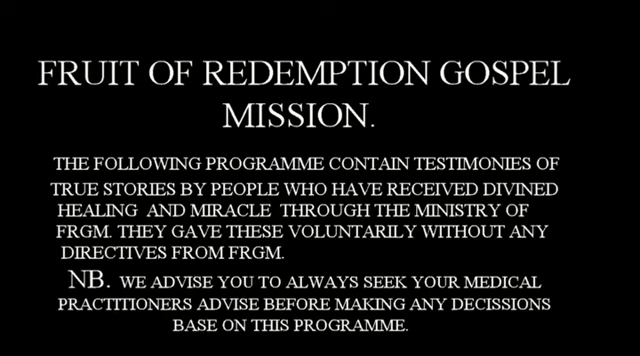 FRUIT OF REDEMPTION GOSPEL
MISSION.
THE FOLLOWING PROGRAMME CONTAIN TESTIMONIES OF
TRUE STORIES BY PEOPLE WHO HAVE RECEIVED DIVINED
HEALING AND MIRACLE THROUGH THE MINISTRY OF
FRGM. THEY GAVE THESE VOLUNTARILY WITHOUT ANY
DIRECTIVES FROM FRGM.
NB. WE ADVISE YOU TO ALWAYS SEEK YOUR MEDICAL
PRACTITIONERS ADVISE BEFORE MAKING ANY DECISSIONS
BASE ON THIS PROGRAMME.